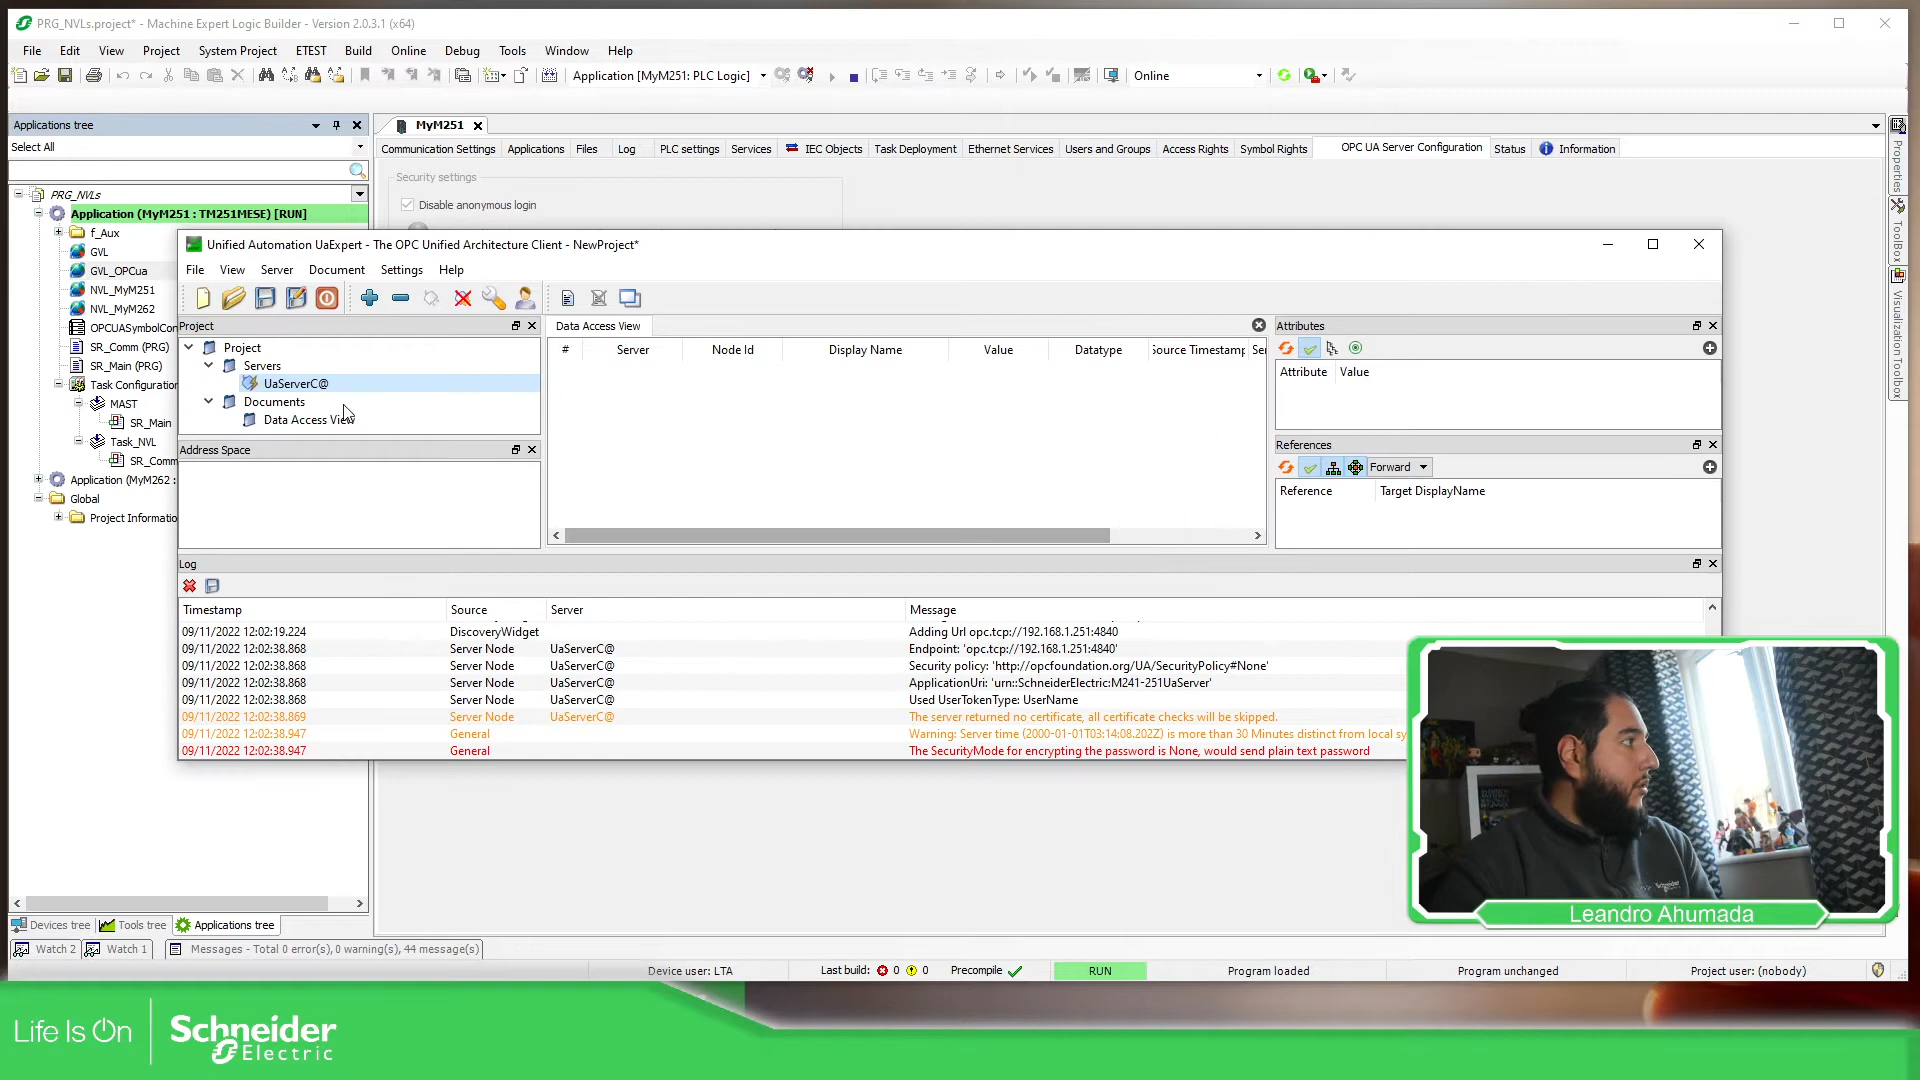 PRG_NVLs.project* - Machine Expert Logic Builder - Version 2.0.3.1 (x64)
File Edit View Project System Project ETEST Build Online Debug Tools Window Help
Application [MyM251: PLC Logic] Online
Applications tree
MyM251
Select All
Communication Settings Applications Files Log PLC settings Services IEC Objects Task Deployment Ethernet Services Users and Groups Access Rights Symbol Rights OPC UA Server Configuration Status Information
Security settings
Disable anonymous login
PRG_NVLs
Application (MyM251 : TM251MESE) [RUN]
f_Aux
GVL
GVL_OPCua
NVL_MyM251
NVL_MyM262
OPCUASymbolCon
SR_Comm (PRG)
SR_Main (PRG)
Task Configuration
MAST
SR_Main
Task_NVL
SR_Comm
Application (MyM262 :
Global
Project Informatio
Properties
ToolBox
Visualization Toolbox
Unified Automation UaExpert - The OPC Unified Architecture Client - NewProject*
File View Server Document Settings Help
Project
Project
Servers
UaServerC@
Documents
Data Access View
Address Space
Data Access View
# Server Node Id Display Name Value Datatype Source Timestamp Ser
Attributes
Attribute Value
References
Forward
Reference Target DisplayName
Log
Timestamp Source Server Message
09/11/2022 12:02:19.224 DiscoveryWidget Adding Url opc.tcp://192.168.1.251:4840
09/11/2022 12:02:38.868 Server Node UaServerC@ Endpoint: 'opc.tcp://192.168.1.251:4840'
09/11/2022 12:02:38.868 Server Node UaServerC@ Security policy: 'http://opcfoundation.org/UA/SecurityPolicy#None'
09/11/2022 12:02:38.868 Server Node UaServerC@ ApplicationUri: 'urn::SchneiderElectric:M241-251UaServer'
09/11/2022 12:02:38.868 Server Node UaServerC@ Used UserTokenType: UserName
09/11/2022 12:02:38.869 Server Node UaServerC@ The server returned no certificate, all certificate checks will be skipped.
09/11/2022 12:02:38.947 General Warning: Server time (2000-01-01T03:14:08.202Z) is more than 30 Minutes distinct from local sy
09/11/2022 12:02:38.947 General The SecurityMode for encrypting the password is None, would send plain text password
Leandro Ahumada
Devices tree Tools tree Applications tree
Watch 2 Watch 1 Messages - Total 0 error(s), 0 warning(s), 44 message(s)
Device user: LTA Last build: 0 0 Precompile RUN Program loaded Program unchanged Project user: (nobody)
Life Is On
Schneider
Electric